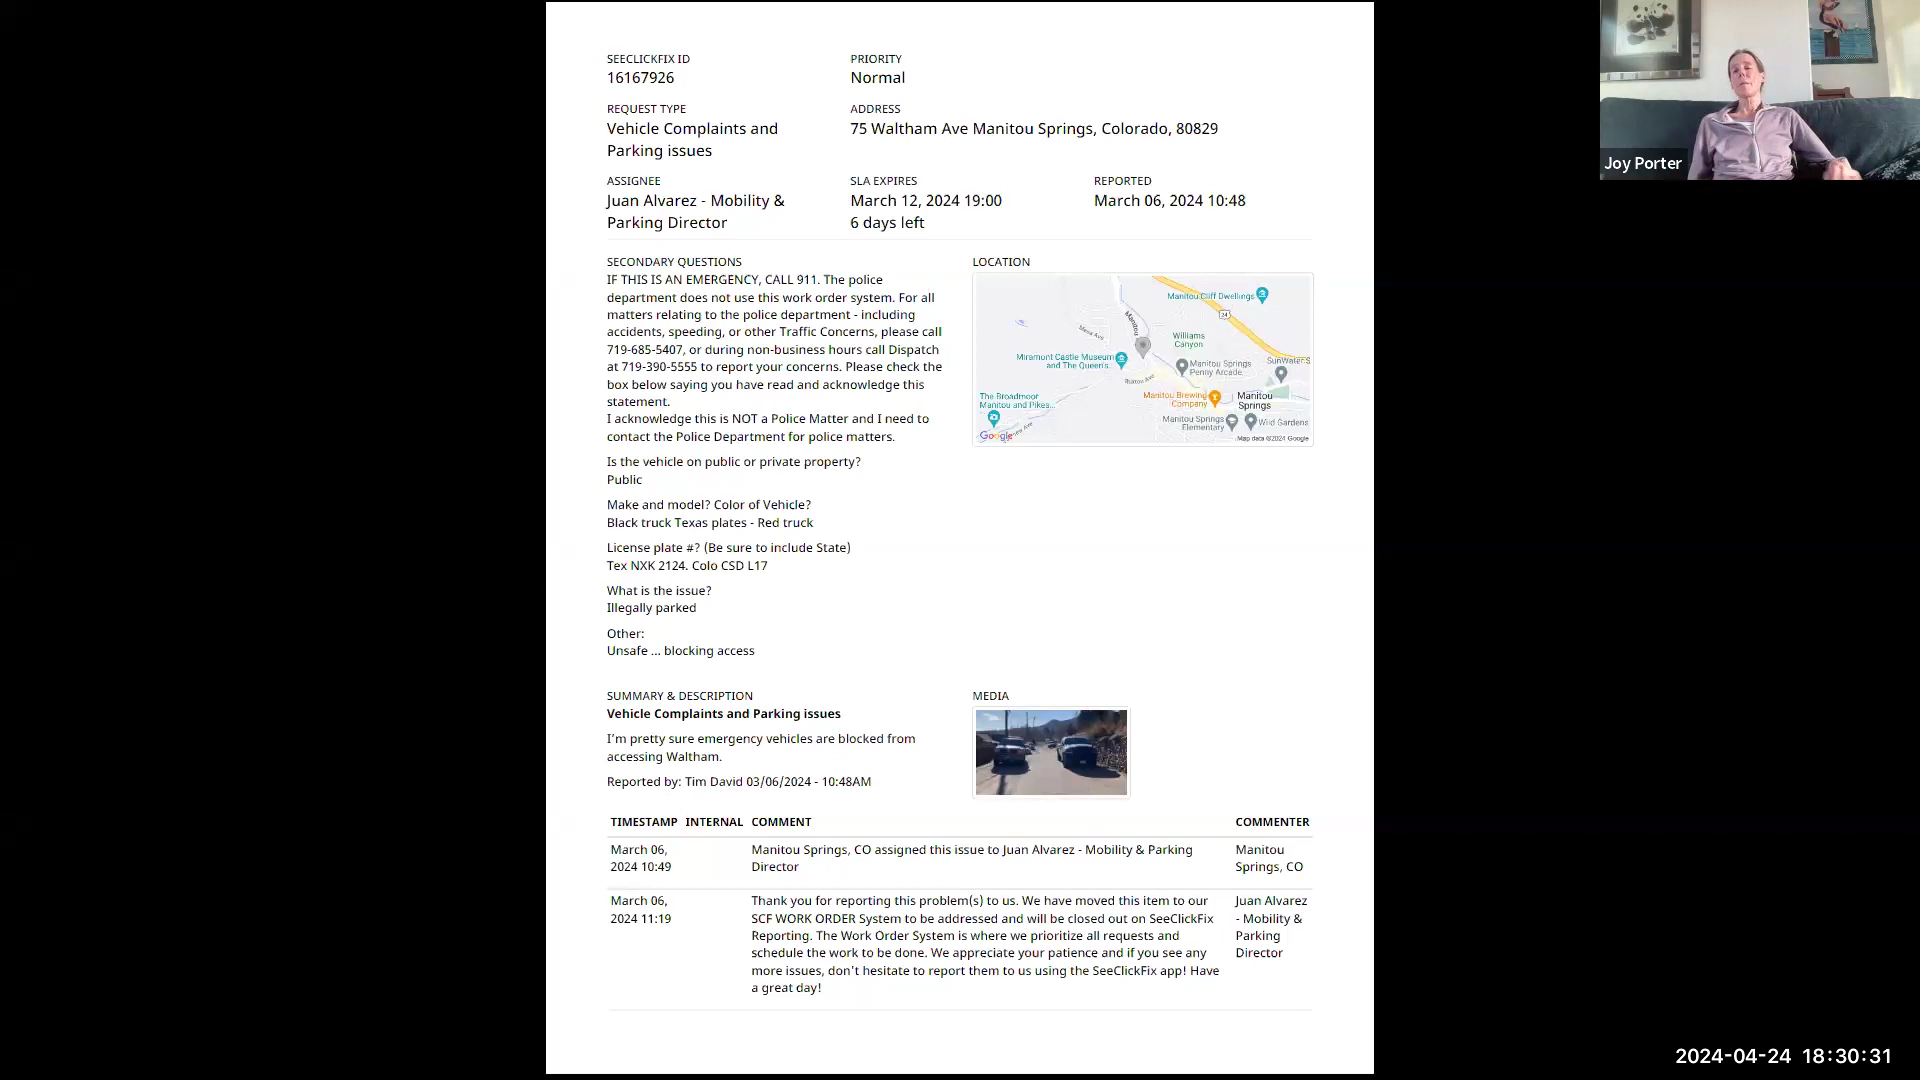 SEECLICKFIX ID
16167926
PRIORITY
Normal
REQUEST TYPE
Vehicle Complaints and
Parking issues
ADDRESS
75 Waltham Ave Manitou Springs, Colorado, 80829
ASSIGNEE
Juan Alvarez - Mobility &
Parking Director
SLA EXPIRES
March 12, 2024 19:00
6 days left
REPORTED
March 06, 2024 10:48
SECONDARY QUESTIONS
IF THIS IS AN EMERGENCY, CALL 911. The police
department does not use this work order system. For all
matters relating to the police department - including
accidents, speeding, or other Traffic Concerns, please call
719-685-5407, or during non-business hours call Dispatch
at 719-390-5555 to report your concerns. Please check the
box below saying you have read and acknowledge this
statement.
I acknowledge this is NOT a Police Matter and I need to
contact the Police Department for police matters.
Is the vehicle on public or private property?
Public
Make and model? Color of Vehicle?
Black truck Texas plates - Red truck
License plate #? (Be sure to include State)
Tex NXK 2124. Colo CSD L17
What is the issue?
Illegally parked
Other:
Unsafe ... blocking access
LOCATION
Manitou Cliff Dwellings
24
Manitou
Mesa Ave
Williams
Canyon
Miramont Castle Museum
and The Queen's
Manitou Springs
Penny Arcade
SunWater S
Ruxton Ave
The Broadmoor
Manitou and Pikes...
Manitou Brewing
Company
Manitou
Springs
Manitou Springs
Elementary
Wild Gardens
Google
Map data ©2024 Google
SUMMARY & DESCRIPTION
Vehicle Complaints and Parking issues
I'm pretty sure emergency vehicles are blocked from
accessing Waltham.
Reported by: Tim David 03/06/2024 - 10:48AM
MEDIA
TIMESTAMP INTERNAL COMMENT COMMENTER
March 06,
2024 10:49
Manitou Springs, CO assigned this issue to Juan Alvarez - Mobility & Parking
Director
Manitou
Springs, CO
March 06,
2024 11:19
Thank you for reporting this problem(s) to us. We have moved this item to our
SCF WORK ORDER System to be addressed and will be closed out on SeeClickFix
Reporting. The Work Order System is where we prioritize all requests and
schedule the work to be done. We appreciate your patience and if you see any
more issues, don't hesitate to report them to us using the SeeClickFix app! Have
a great day!
Juan Alvarez
- Mobility &
Parking
Director
Joy Porter
2024-04-24 18:30:31